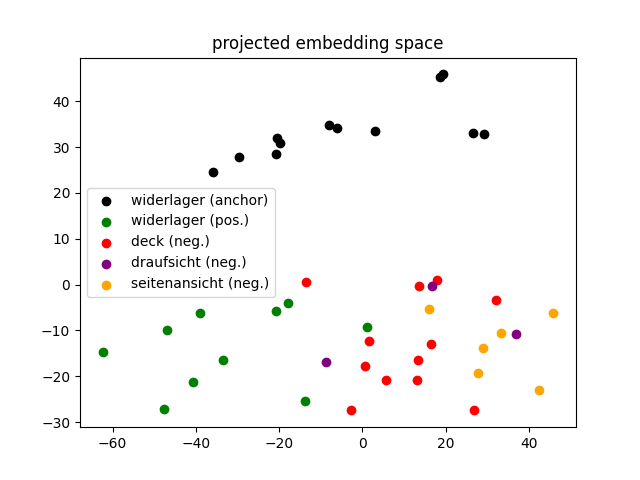 projected embedding space
40
30
20
10
0
−10
−20
−30
widerlager (anchor)
widerlager (pos.)
deck (neg.)
draufsicht (neg.)
seitenansicht (neg.)
−60 −40 −20 0 20 40